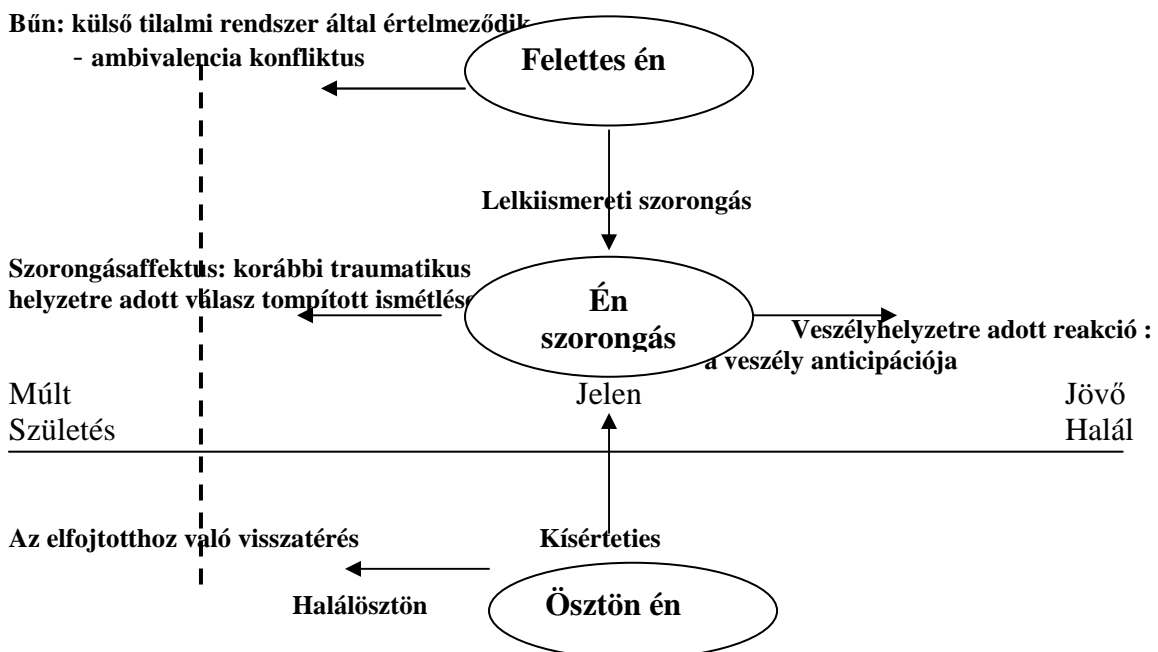 Bűn: külső tilalmi rendszer által értelmeződik
- ambivalencia konfliktus
Felettes én
Lelkiismereti szorongás
Szorongásaffektus: korábbi traumatikus
helyzetre adott válasz tompított ismétlése
Én
szorongás
Veszélyhelyzetre adott reakció :
a veszély anticipációja
Múlt
Jelen
Jövő
Születés
Halál
Az elfojtotthoz való visszatérés
Kísérteties
Halálösztön
Ösztön én